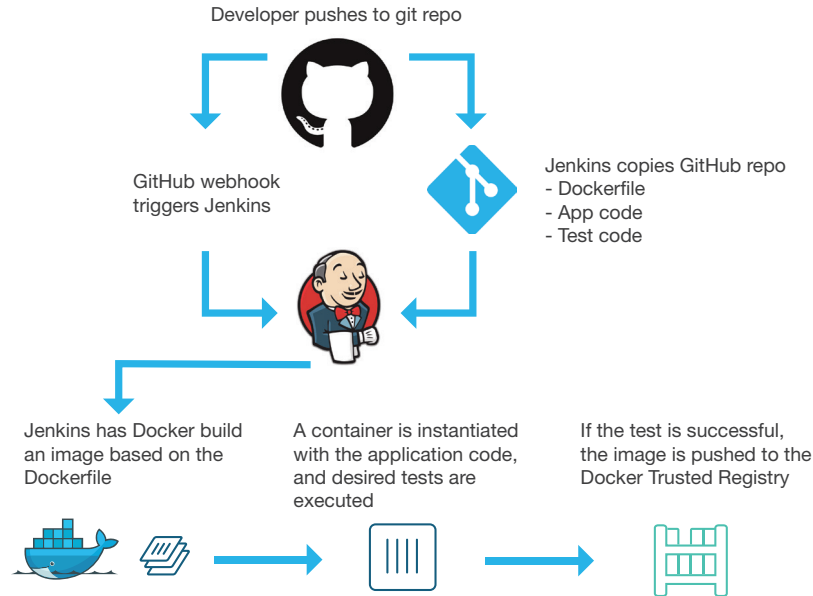 Developer pushes to git repo
GitHub webhook
triggers Jenkins
Jenkins copies GitHub repo
- Dockerfile
- App code
- Test code
Jenkins has Docker build
an image based on the
Dockerfile
A container is instantiated
with the application code,
and desired tests are
executed
If the test is successful,
the image is pushed to the
Docker Trusted Registry